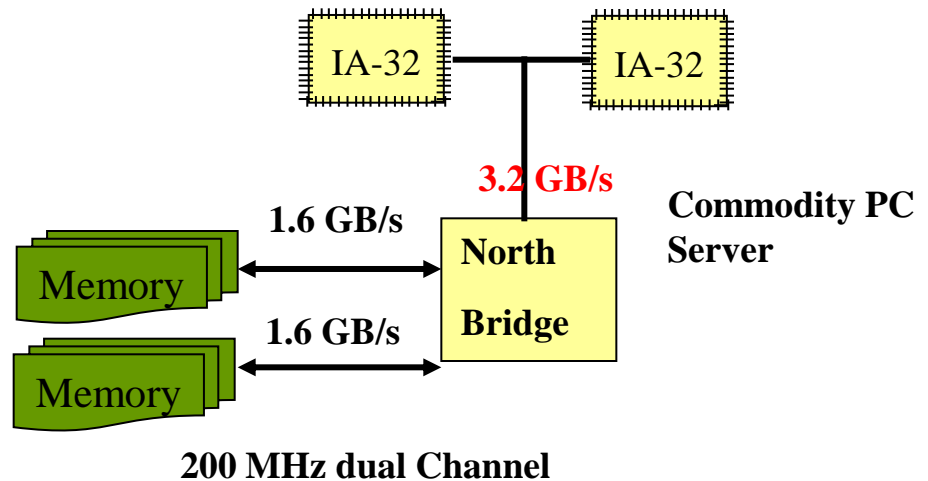 IA-32
IA-32
3.2 GB/s
Commodity PC
Server
1.6 GB/s
North
Bridge
Memory
1.6 GB/s
Memory
200 MHz dual Channel